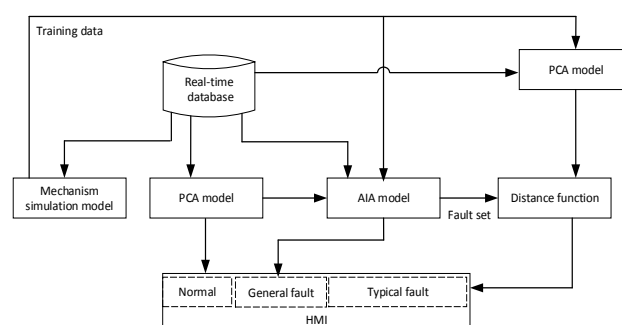 Training data
Real-time
database
PCA model
Mechanism
simulation model
PCA model
AIA model
Fault set
Distance function
Normal
General fault
Typical fault
HMI